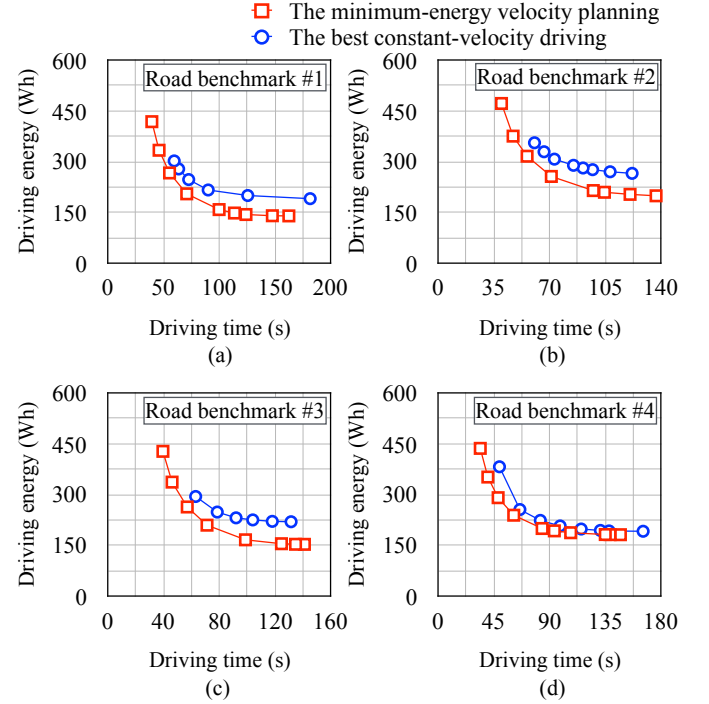 The minimum-energy velocity planning
The best constant-velocity driving
Road benchmark #1
Driving energy (Wh)
600
450
300
150
0
0 50 100 150 200
Driving time (s)
(a)
Road benchmark #2
Driving energy (Wh)
600
450
300
150
0
0 35 70 105 140
Driving time (s)
(b)
Road benchmark #3
Driving energy (Wh)
600
450
300
150
0
0 40 80 120 160
Driving time (s)
(c)
Road benchmark #4
Driving energy (Wh)
600
450
300
150
0
0 45 90 135 180
Driving time (s)
(d)